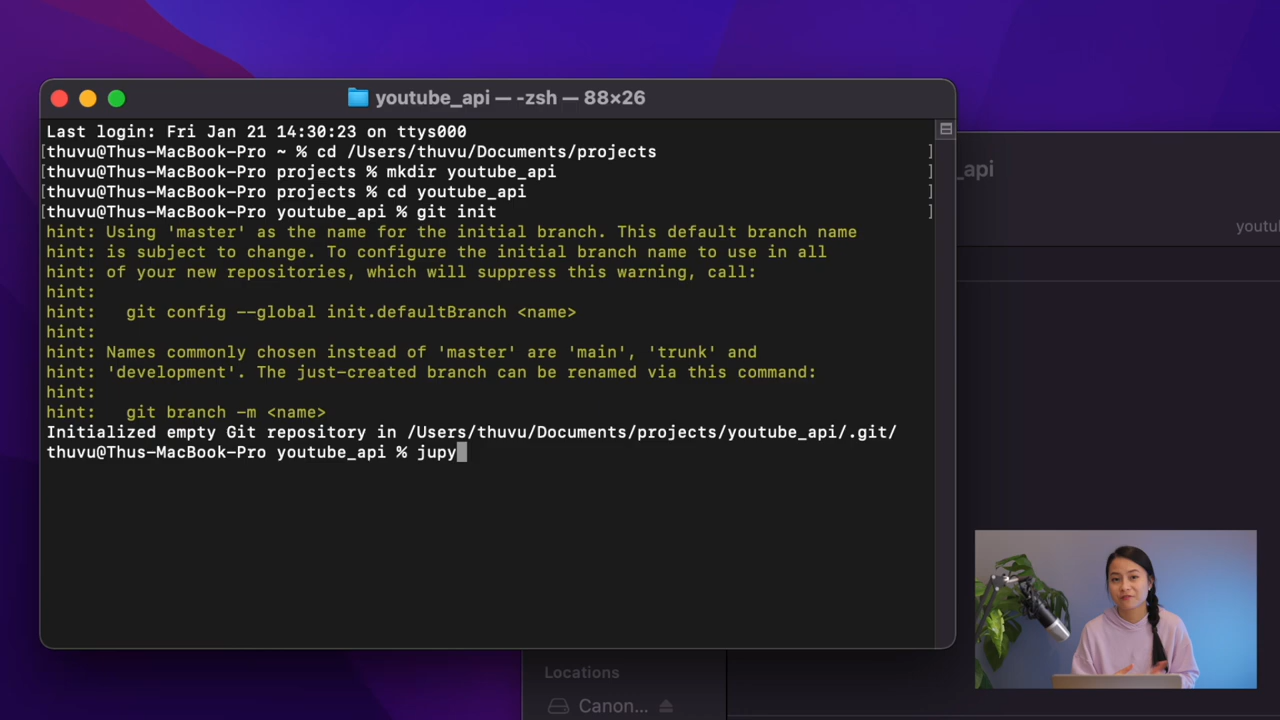 youtube_api — -zsh — 88×26
Last login: Fri Jan 21 14:30:23 on ttys000
[thuvu@Thus-MacBook-Pro ~ % cd /Users/thuvu/Documents/projects ]
[thuvu@Thus-MacBook-Pro projects % mkdir youtube_api ]
[thuvu@Thus-MacBook-Pro projects % cd youtube_api ]
[thuvu@Thus-MacBook-Pro youtube_api % git init ]
hint: Using 'master' as the name for the initial branch. This default branch name
hint: is subject to change. To configure the initial branch name to use in all
hint: of your new repositories, which will suppress this warning, call:
hint:
hint:   git config --global init.defaultBranch <name>
hint:
hint: Names commonly chosen instead of 'master' are 'main', 'trunk' and
hint: 'development'. The just-created branch can be renamed via this command:
hint:
hint:   git branch -m <name>
Initialized empty Git repository in /Users/thuvu/Documents/projects/youtube_api/.git/
thuvu@Thus-MacBook-Pro youtube_api % jupy
_api
youtu
Locations
Canon...